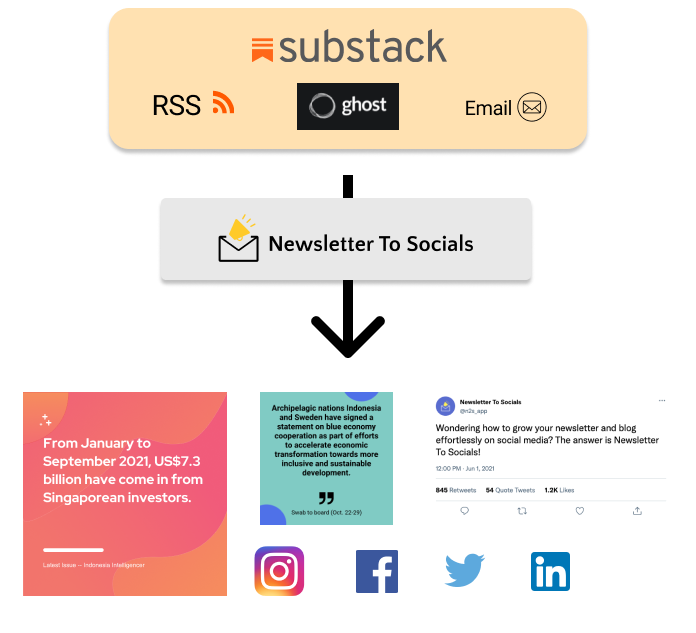 substack
RSS
ghost
Email
Newsletter To Socials
From January to
September 2021, US$7.3
billion have come in from
Singaporean investors.
Latest Issue – Indonesia Intelligencer
Archipelagic nations Indonesia
and Sweden have signed a
statement on blue economy
cooperation as part of efforts
to accelerate economic
transformation towards more
inclusive and sustainable
development.
Swab to board (Oct. 22-29)
Newsletter To Socials
@n2s_app
Wondering how to grow your newsletter and blog
effortlessly on social media? The answer is Newsletter
To Socials!
12:00 PM · Jun 1, 2021
845 Retweets 54 Quote Tweets 1.2K Likes
in